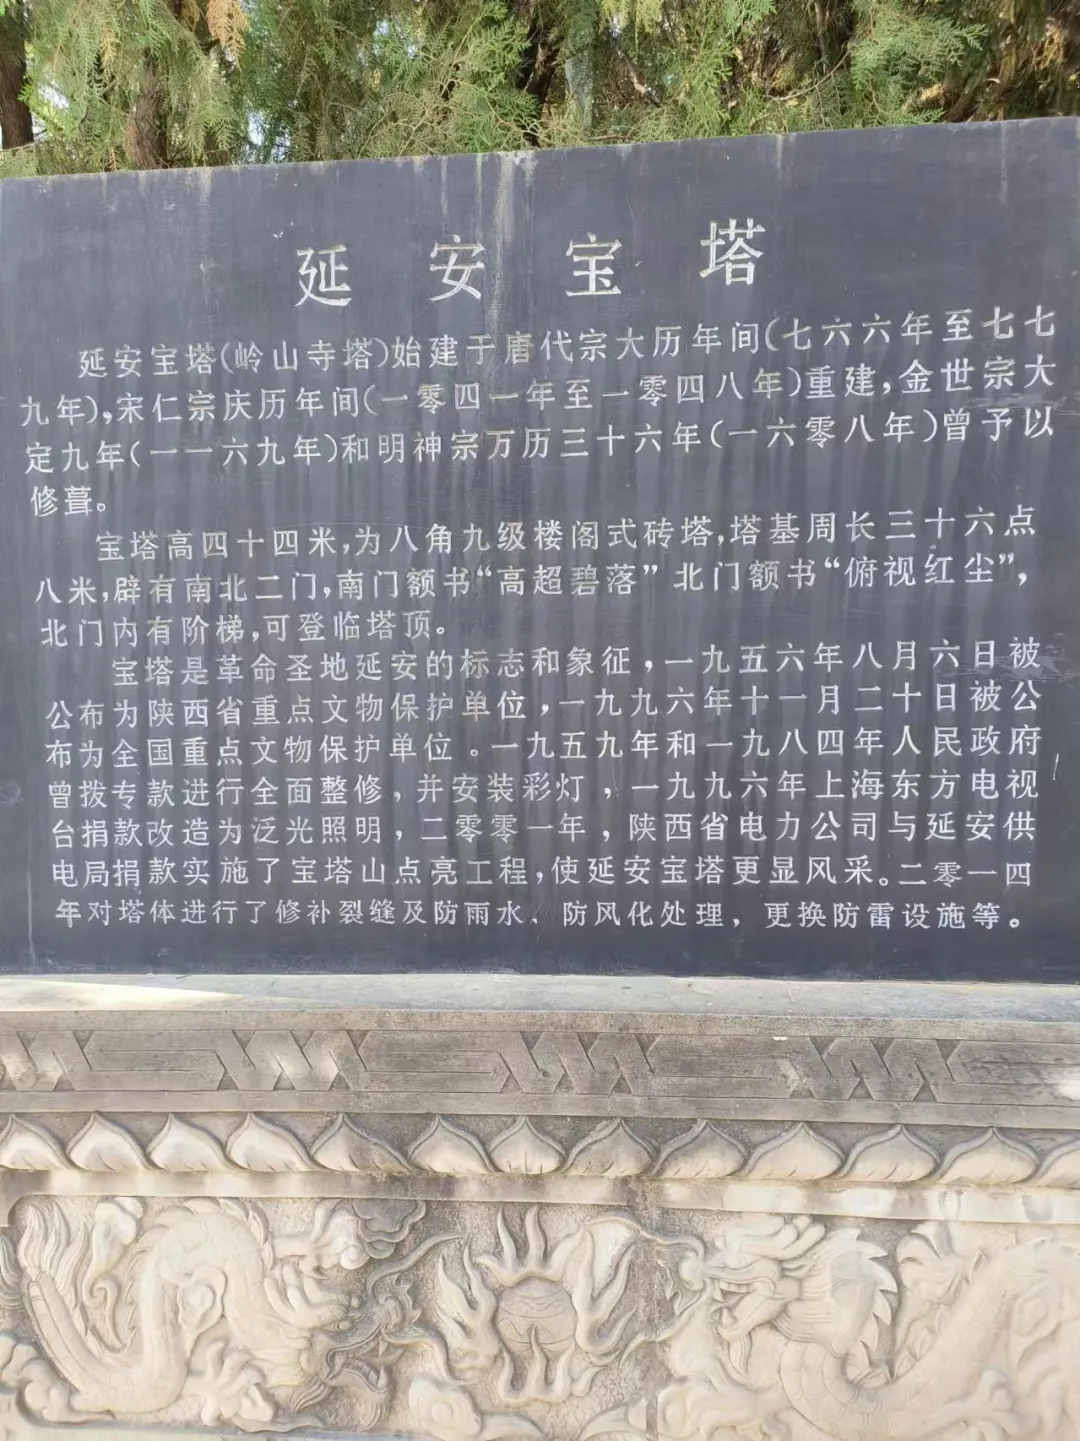 延安宝塔
延安宝塔(岭山寺塔)始建于唐代宗大历年间(七六六年至七七
九年),宋仁宗庆历年间(一零四一年至一零四八年)重建,金世宗大
定九年(一一六九年)和明神宗万历三十六年(一六零八年)曾予以
修葺。
宝塔高四十四米,为八角九级楼阁式砖塔,塔基周长三十六点
八米,辟有南北二门,南门额书“高超碧落”北门额书“俯视红尘”,
北门内有阶梯,可登临塔顶。
宝塔是革命圣地延安的标志和象征,一九五六年八月六日被
公布为陕西省重点文物保护单位,一九九六年十一月二十日被公
布为全国重点文物保护单位。一九五九年和一九八四年人民政府
曾拨专款进行全面整修,并安装彩灯,一九九六年上海东方电视
台捐款改造为泛光照明,二零零一年,陕西省电力公司与延安供
电局捐款实施了宝塔山点亮工程,使延安宝塔更显风采。二零一四
年对塔体进行了修补裂缝及防雨水、防风化处理,更换防雷设施等。